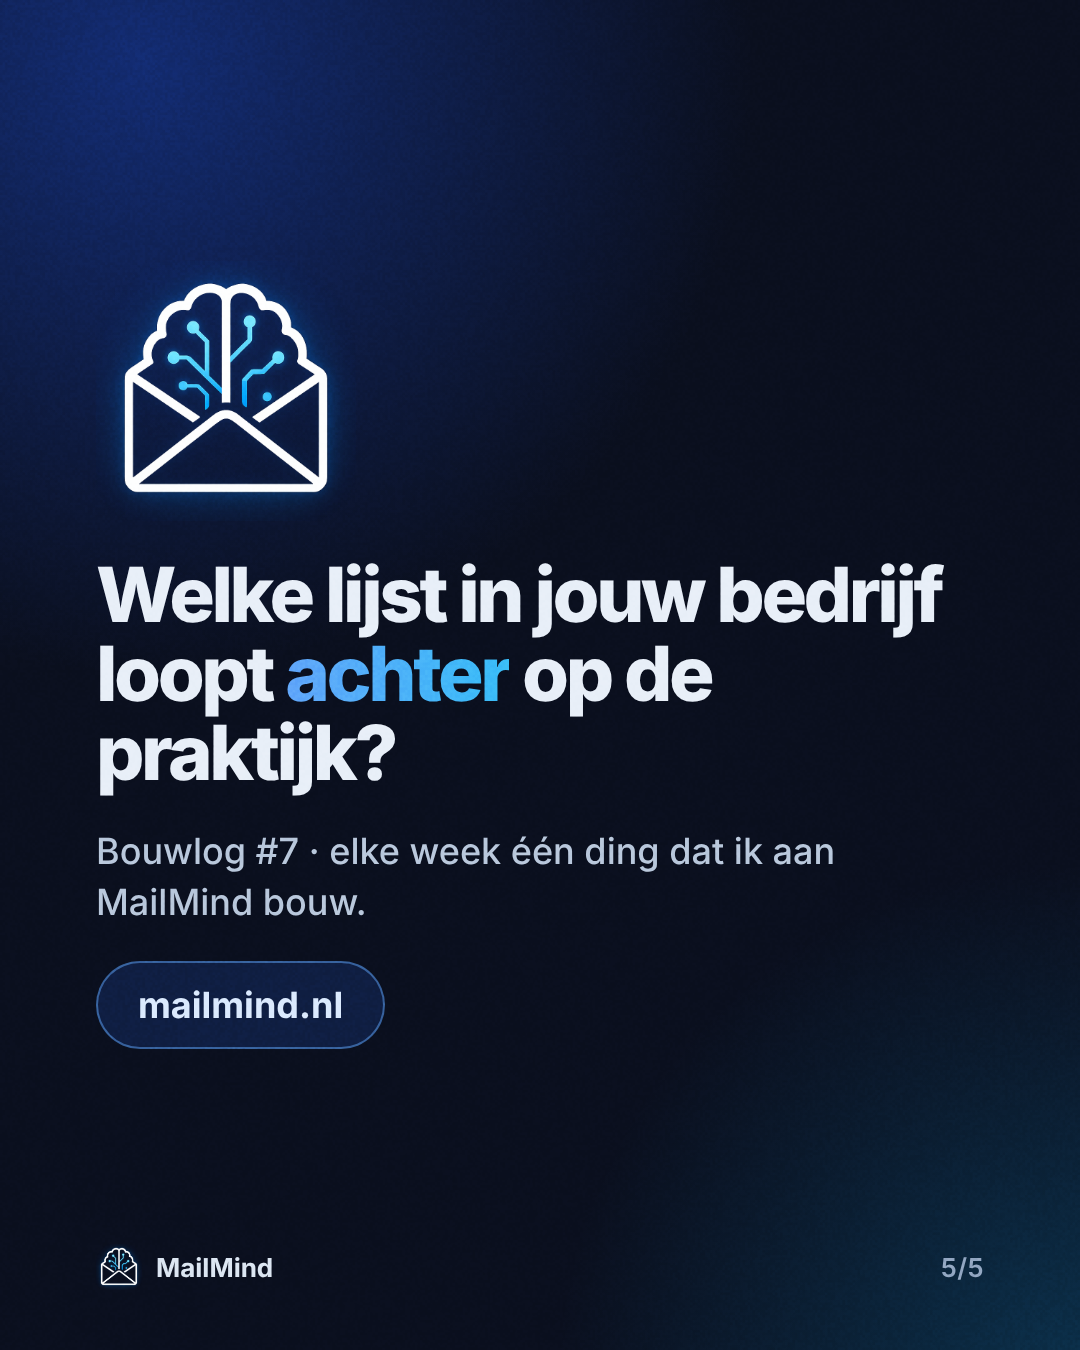 Welke lijst in jouw bedrijf
loopt achter op de
praktijk?
Bouwlog #7 · elke week één ding dat ik aan
MailMind bouw.
mailmind.nl
MailMind
5/5